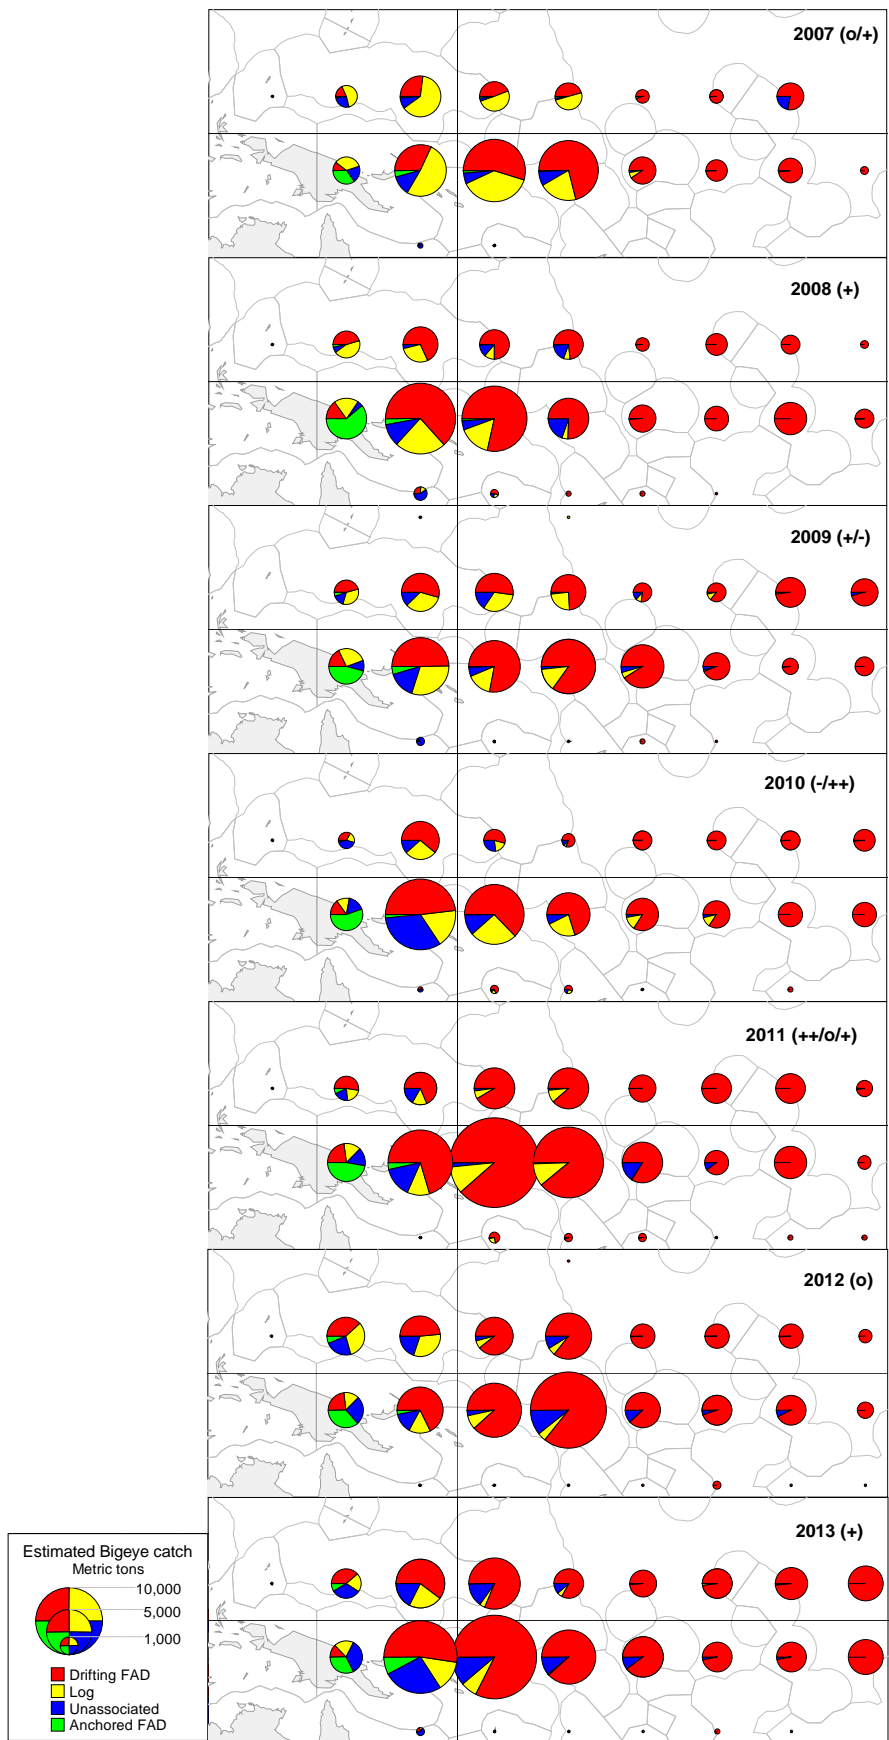 2007 (o/+)
2008 (+)
2009 (+/-)
2010 (-/++)
2011 (++/o/+)
2012 (o)
2013 (+)
Estimated Bigeye catch
Metric tons
10,000
5,000
1,000
Drifting FAD
Log
Unassociated
Anchored FAD